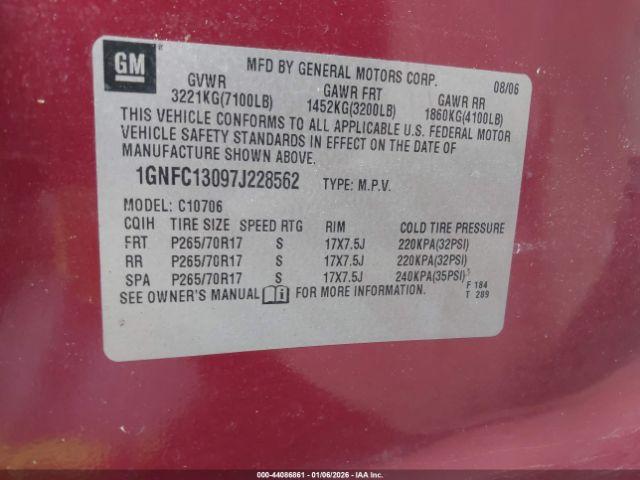 GM
MFD BY GENERAL MOTORS CORP. 08/06
GVWR GAWR FRT GAWR RR
3221KG(7100LB) 1452KG(3200LB) 1860KG(4100LB)
THIS VEHICLE CONFORMS TO ALL APPLICABLE U.S. FEDERAL MOTOR
VEHICLE SAFETY STANDARDS IN EFFECT ON THE DATE OF
MANUFACTURE SHOWN ABOVE.
1GNFC13097J228562 TYPE: M.P.V.
MODEL: C10706
CQIH TIRE SIZE SPEED RTG RIM COLD TIRE PRESSURE
FRT P265/70R17 S 17X7.5J 220KPA(32PSI)
RR P265/70R17 S 17X7.5J 220KPA(32PSI)
SPA P265/70R17 S 17X7.5J 240KPA(35PSI)
SEE OWNER'S MANUAL FOR MORE INFORMATION.
F 184
T 209
000-44086861 - 01/06/2026 - IAA Inc.